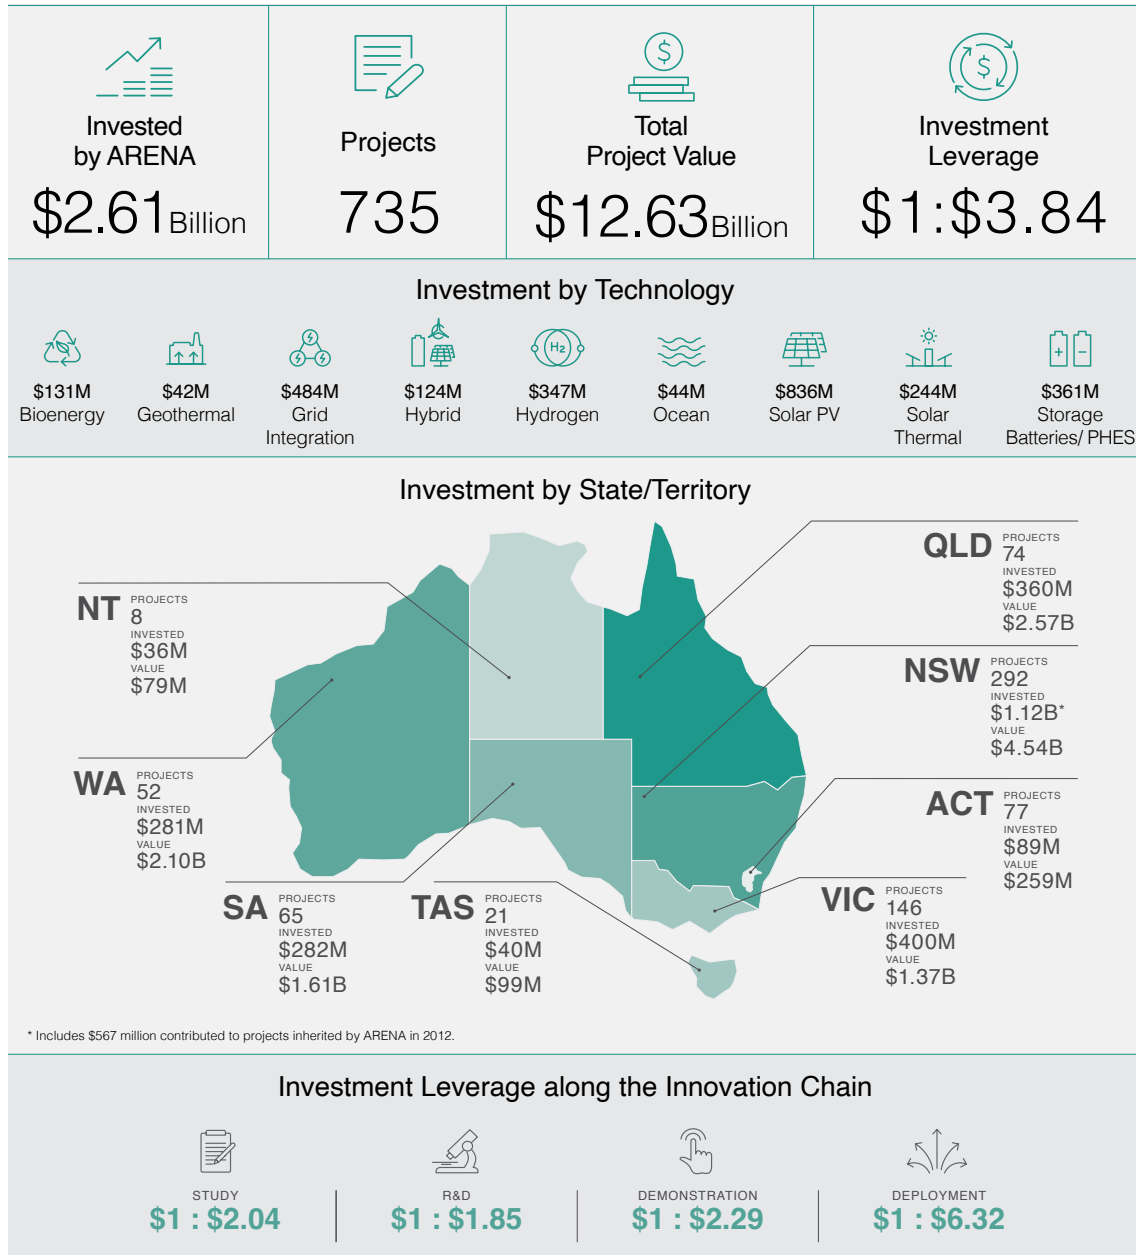 Invested
by ARENA
$2.61 Billion
Projects
735
Total
Project Value
$12.63 Billion
Investment
Leverage
$1:$3.84
Investment by Technology
$131M
Bioenergy
$42M
Geothermal
$484M
Grid
Integration
$124M
Hybrid
H2
$347M
Hydrogen
$44M
Ocean
$836M
Solar PV
$244M
Solar
Thermal
$361M
Storage
Batteries/ PHES
Investment by State/Territory
NT
PROJECTS
8
INVESTED
$36M
VALUE
$79M
WA
PROJECTS
52
INVESTED
$281M
VALUE
$2.10B
SA
PROJECTS
65
INVESTED
$282M
VALUE
$1.61B
TAS
PROJECTS
21
INVESTED
$40M
VALUE
$99M
QLD
PROJECTS
74
INVESTED
$360M
VALUE
$2.57B
NSW
PROJECTS
292
INVESTED
$1.12B*
VALUE
$4.54B
ACT
PROJECTS
77
INVESTED
$89M
VALUE
$259M
VIC
PROJECTS
146
INVESTED
$400M
VALUE
$1.37B
* Includes $567 million contributed to projects inherited by ARENA in 2012.
Investment Leverage along the Innovation Chain
STUDY
$1 : $2.04
R&D
$1 : $1.85
DEMONSTRATION
$1 : $2.29
DEPLOYMENT
$1 : $6.32